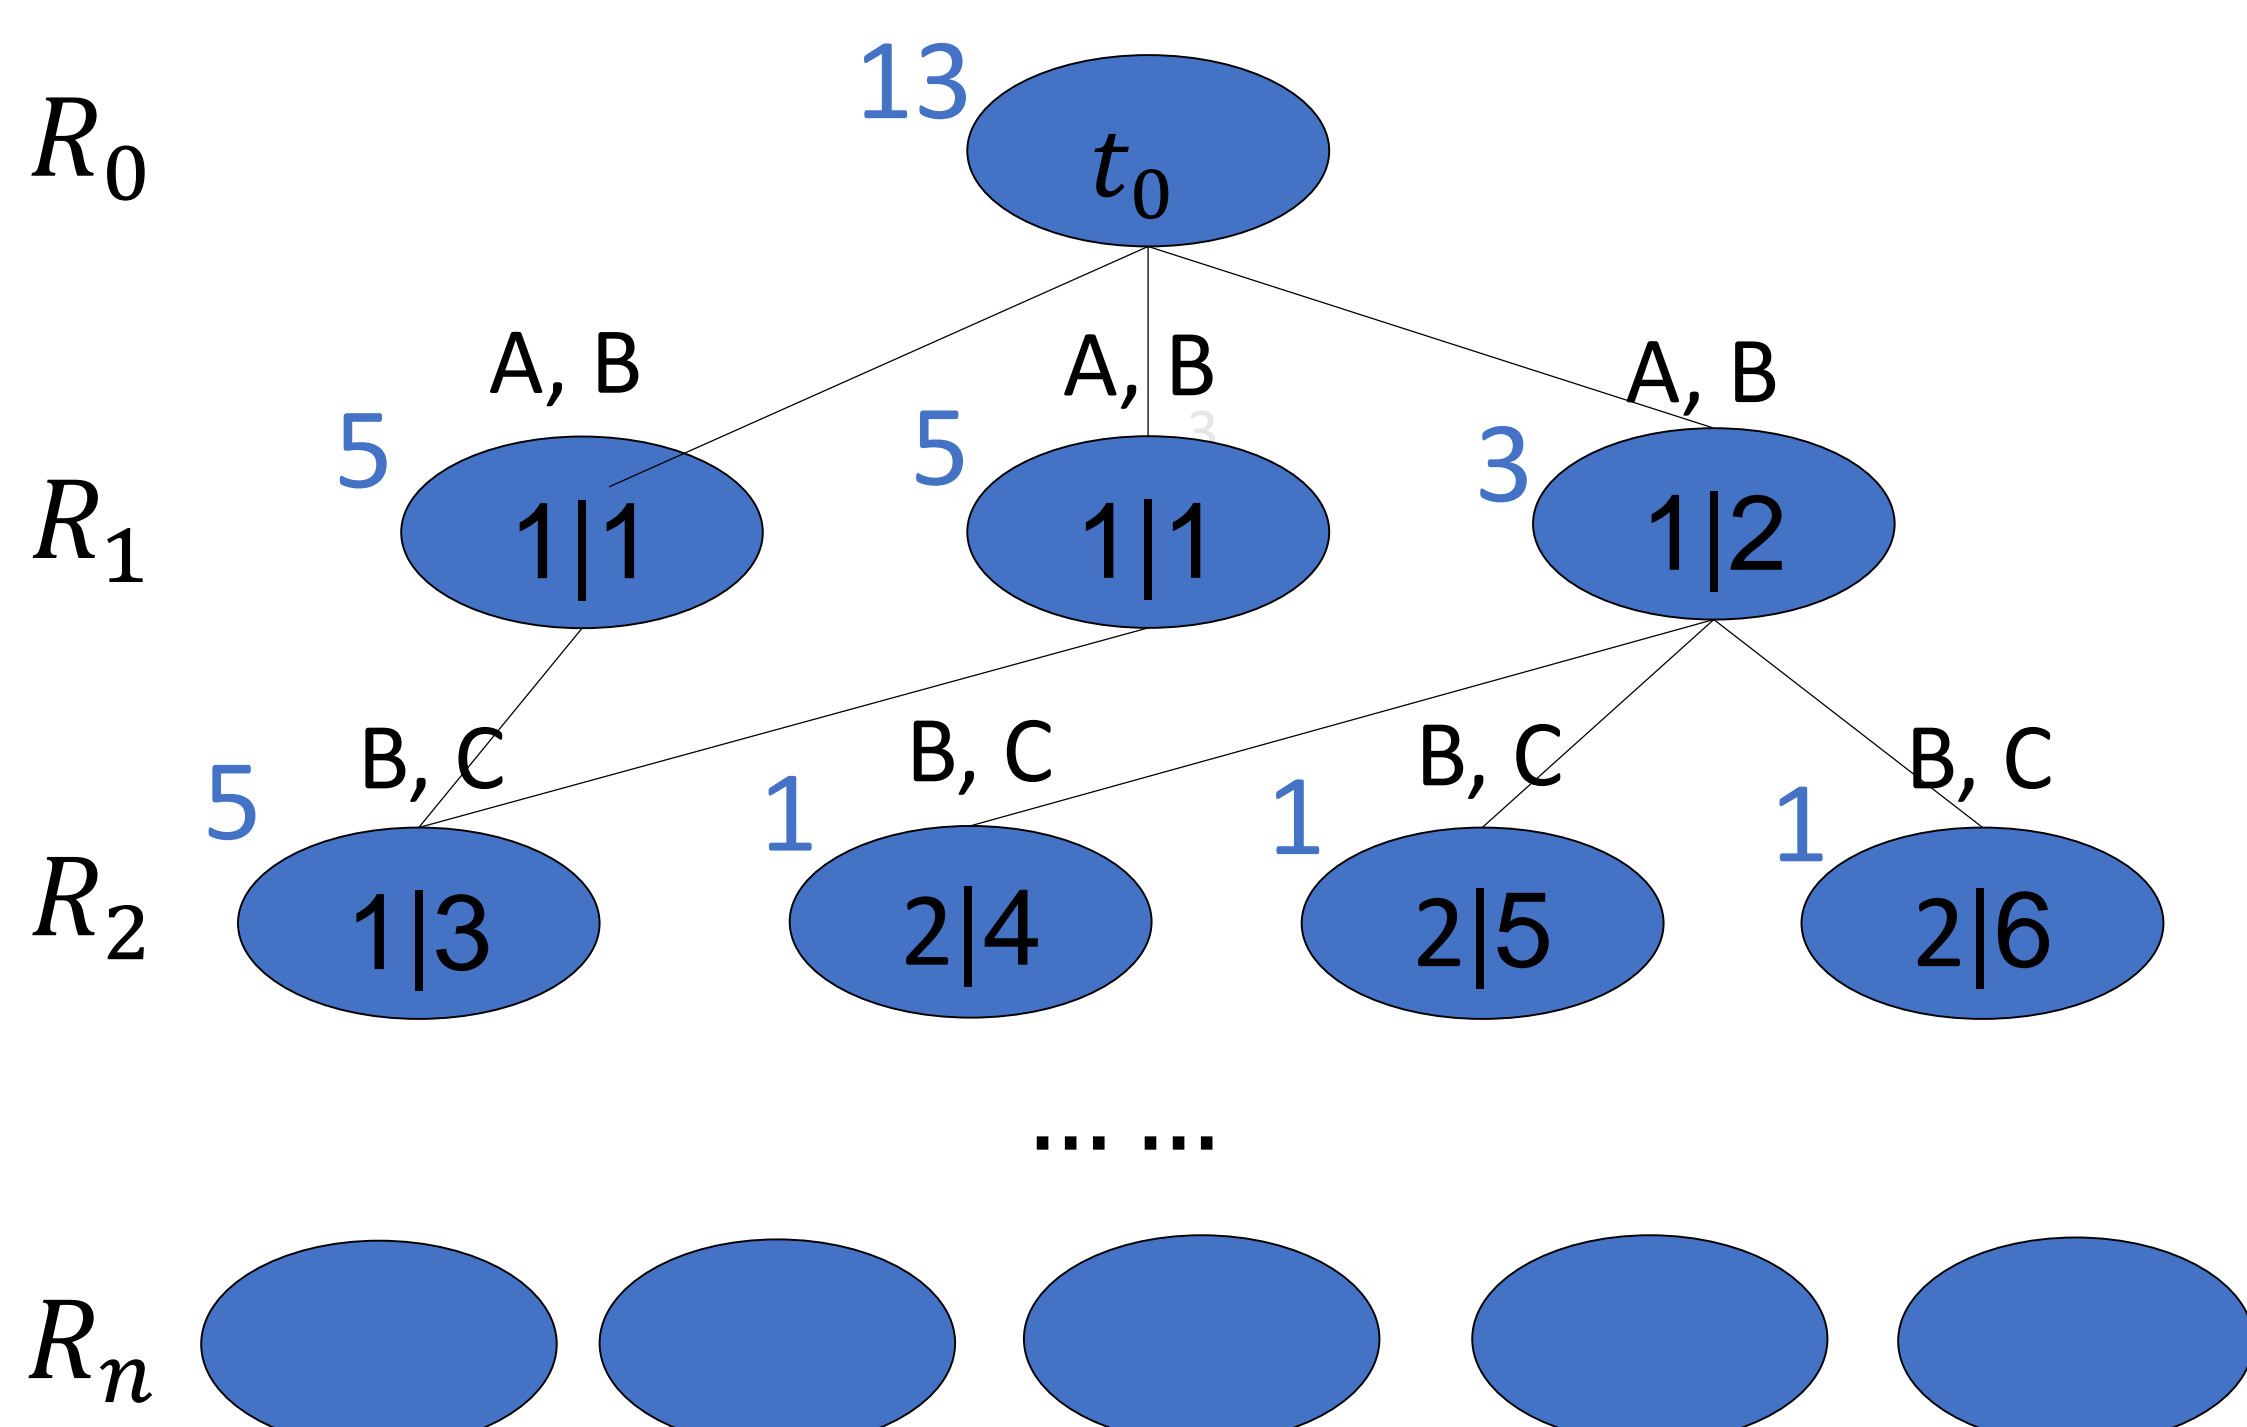 13
R₀
t₀
A, B A, B A, B
5 5 3 3
R₁
1|1 1|1 1|2
B, C B, C B, C B, C
5 1 1 1
R₂
1|3 2|4 2|5 2|6
... ...
Rₙ